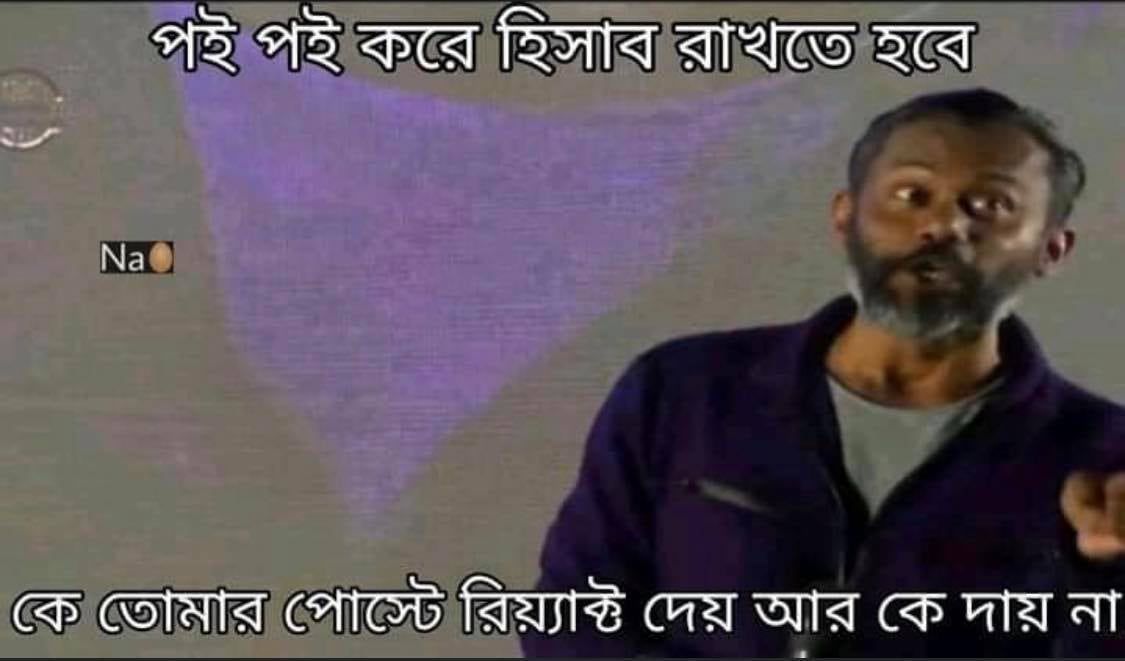 পই পই করে হিসাব রাখতে হবে
Na🥚
কে তোমার পোস্টে রিয়্যাক্ট দেয় আর কে দায় না